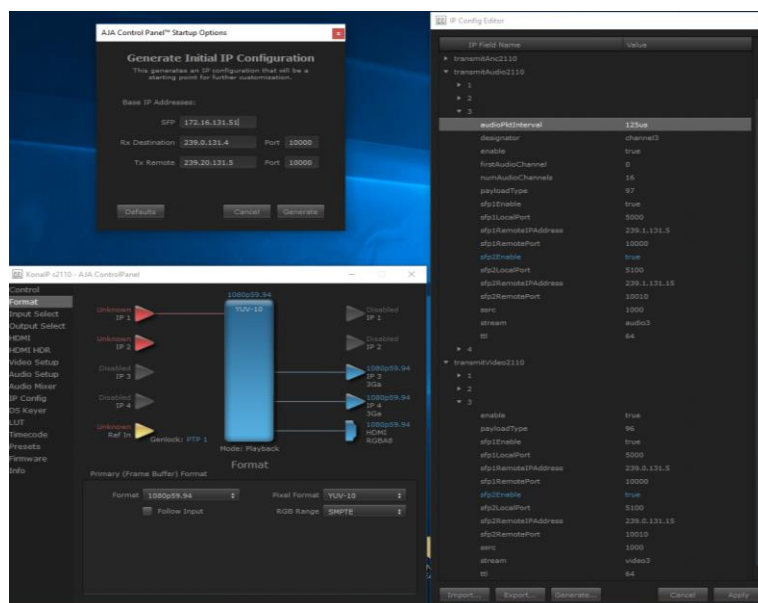 AJA Control Panel™ Startup Options
Generate Initial IP Configuration
This generates an IP configuration that will be a
starting point for further customization.
Base IP Addresses:
SFP 172.16.131.51
Rx Destination 239.0.131.4 Port 10000
Tx Remote 239.20.131.5 Port 10000
Defaults Cancel Generate
KonaIP s2110 - AJA ControlPanel
Control
Format
Input Select
Output Select
HDMI
HDMI HDR
Video Setup
Audio Setup
Audio Mixer
IP Config
DS Keyer
LUT
Timecode
Presets
Firmware
Info
1080p59.94
YUV-10
Unknown
IP 1
Unknown
IP 2
Disabled
IP 3
Disabled
IP 4
Unknown
Ref In
Genlock: PTP 1
Disabled
IP 1
Disabled
IP 2
1080p59.94
IP 3
3Ga
1080p59.94
IP 4
3Ga
1080p59.94
HDMI
RGBA8
Mode: Playback
Format
Primary (Frame Buffer) Format
Format 1080p59.94 Pixel Format YUV-10
Follow Input RGB Range SMPTE
IP Config Editor
IP Field Name Value
transmitAnc2110
transmitAudio2110
1
2
3
audioPktInterval 125us
designator channel3
enable true
firstAudioChannel 0
numAudioChannels 16
payloadType 97
sfp1Enable true
sfp1LocalPort 5000
sfp1RemoteIPAddress 239.1.131.5
sfp1RemotePort 10000
sfp2Enable true
sfp2LocalPort 5100
sfp2RemoteIPAddress 239.1.131.15
sfp2RemotePort 10010
ssrc 1000
stream audio3
ttl 64
4
transmitVideo2110
1
2
3
enable true
payloadType 96
sfp1Enable true
sfp1LocalPort 5000
sfp1RemoteIPAddress 239.0.131.5
sfp1RemotePort 10000
sfp2Enable true
sfp2LocalPort 5100
sfp2RemoteIPAddress 239.0.131.15
sfp2RemotePort 10010
ssrc 1000
stream video3
ttl 64
Import... Export... Generate... Cancel Apply